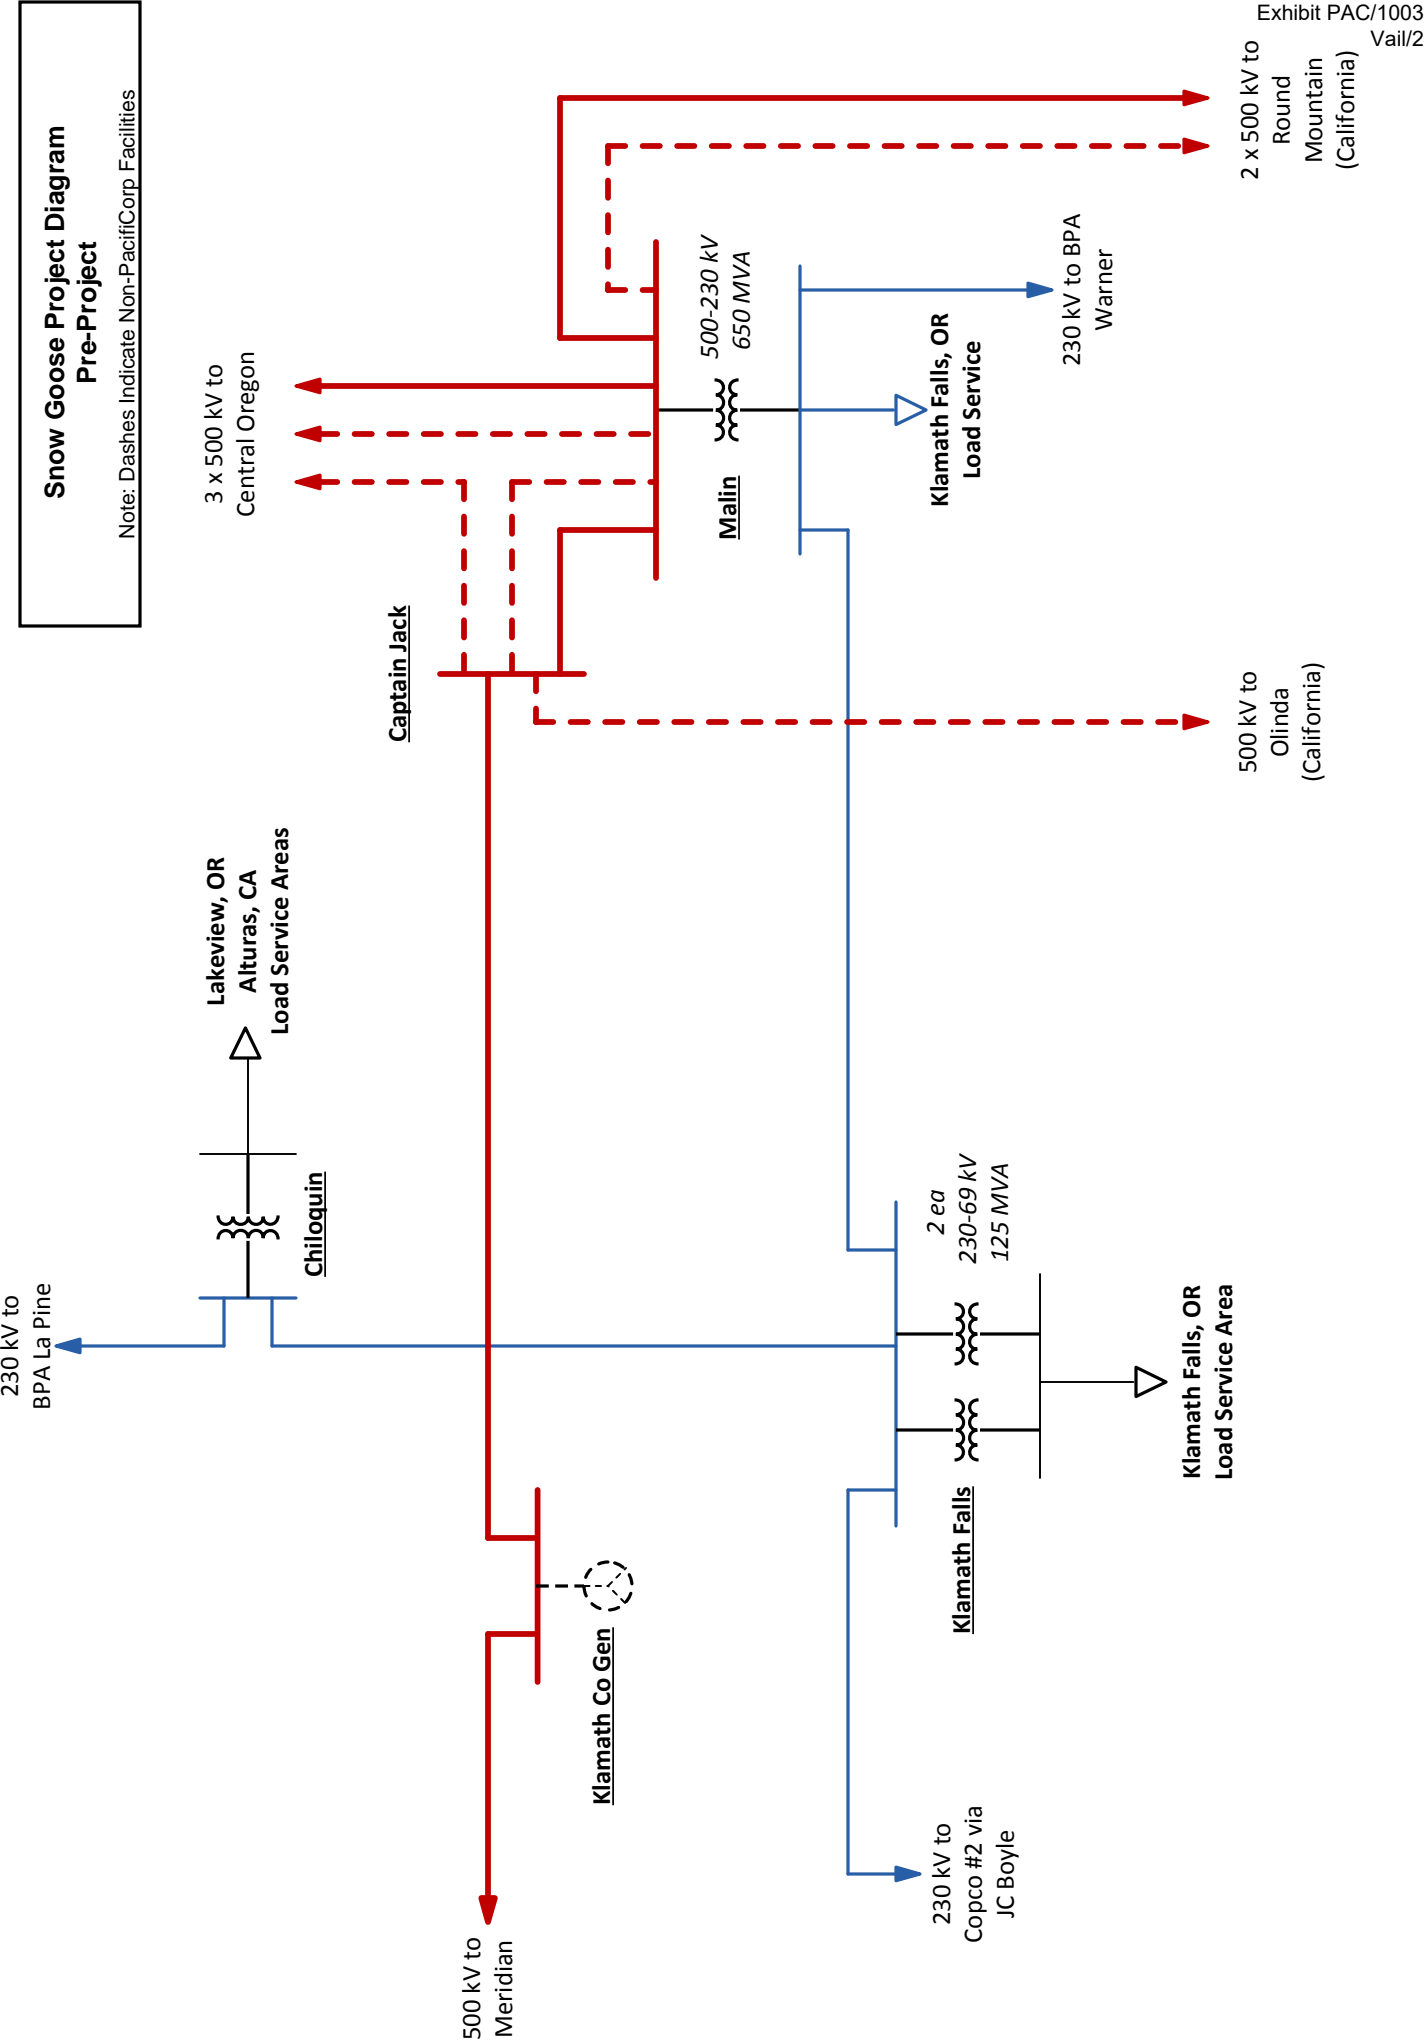 Exhibit PAC/1003
Vail/2
Snow Goose Project Diagram
Pre-Project
Note: Dashes Indicate Non-PacifiCorp Facilities
230 kV to
BPA La Pine
Chiloquin
Lakeview, OR
Alturas, CA
Load Service Areas
3 x 500 kV to
Central Oregon
500 kV to
Meridian
Klamath Co Gen
Captain Jack
Malin
500-230 kV
650 MVA
Klamath Falls, OR
Load Service
230 kV to BPA
Warner
2 x 500 kV to
Round
Mountain
(California)
230 kV to
Copco #2 via
JC Boyle
Klamath Falls
2 ea
230-69 kV
125 MVA
Klamath Falls, OR
Load Service Area
500 kV to
Olinda
(California)